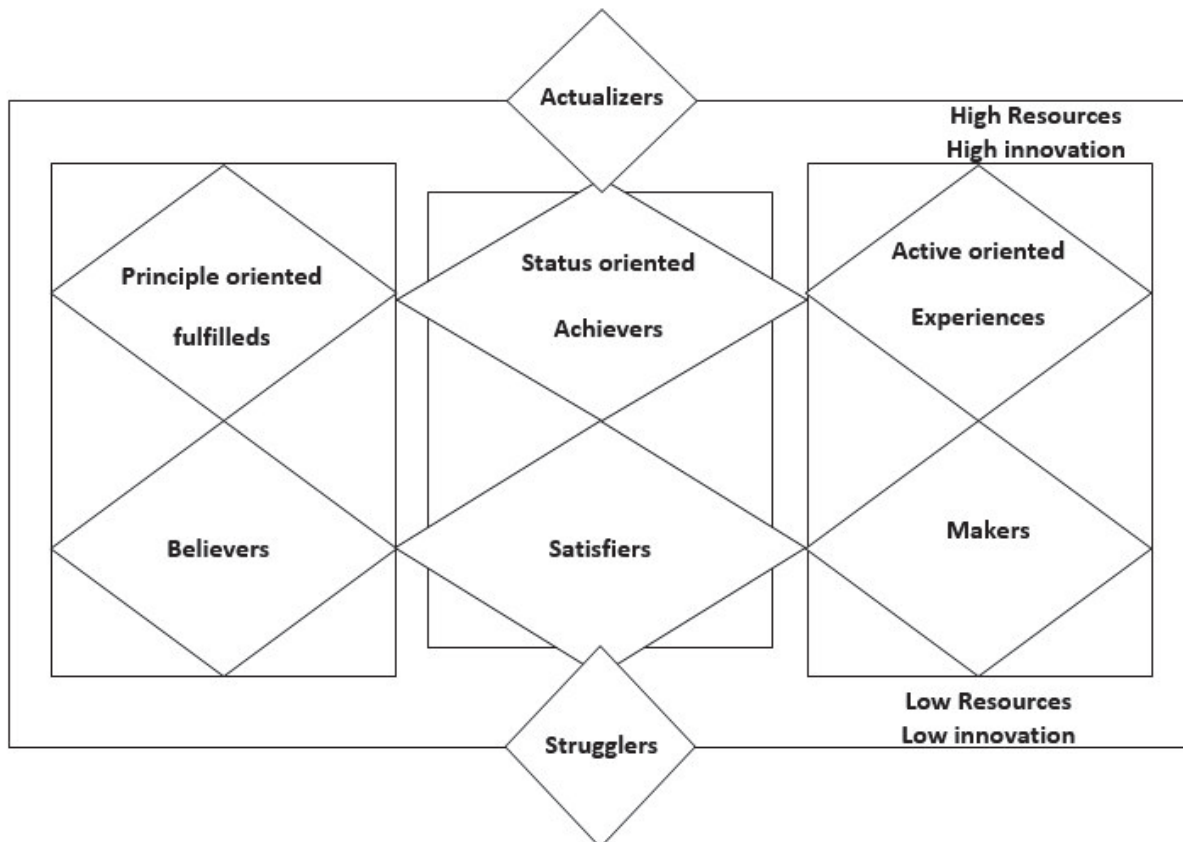 Actualizers
High Resources
High innovation
Principle oriented
fulfilleds
Status oriented
Achievers
Active oriented
Experiences
Believers
Satisfiers
Makers
Low Resources
Low innovation
Strugglers